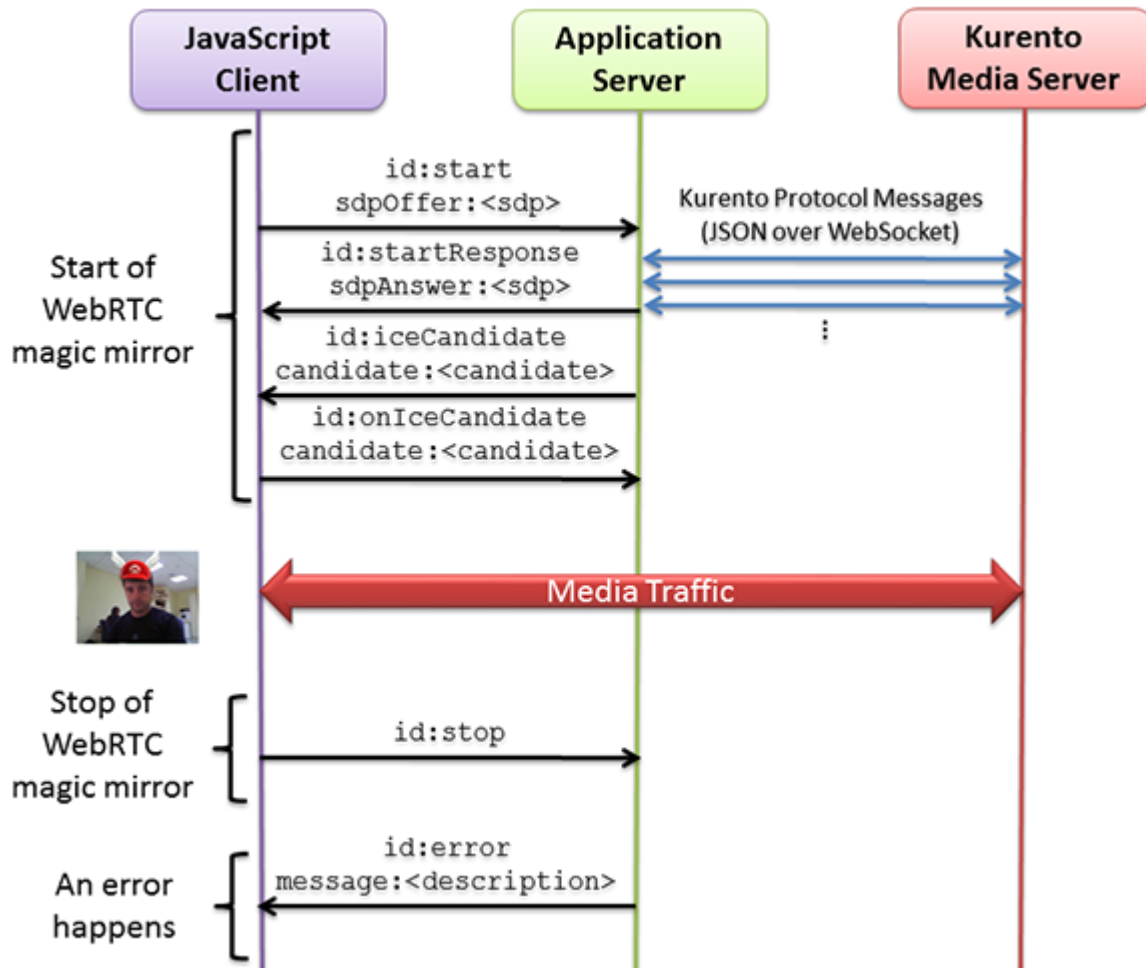 JavaScript
Client
Application
Server
Kurento
Media Server
id:start
sdpOffer:<sdp>
Kurento Protocol Messages
(JSON over WebSocket)
id:startResponse
sdpAnswer:<sdp>
Start of
WebRTC
magic mirror
id:iceCandidate
candidate:<candidate>
id:onIceCandidate
candidate:<candidate>
...
Media Traffic
Stop of
WebRTC
magic mirror
id:stop
id:error
message:<description>
An error
happens